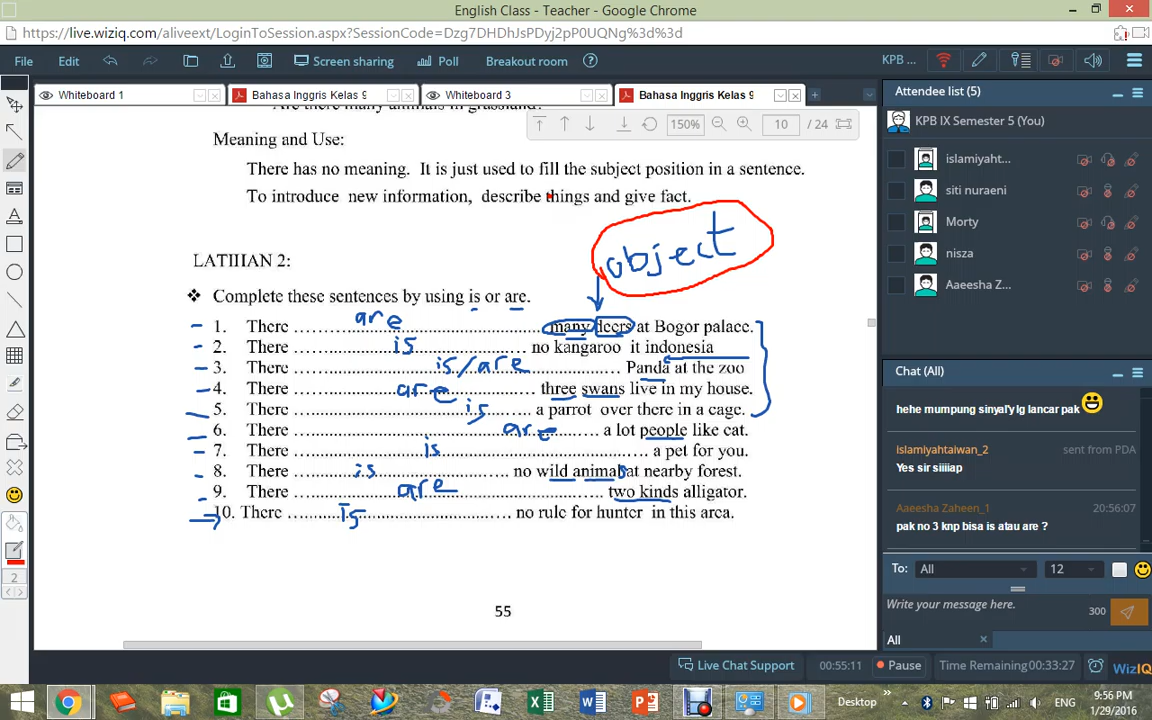 English Class - Teacher - Google Chrome
https://live.wiziq.com/aliveext/LoginToSession.aspx?SessionCode=Dzg7DHDhJsPDyj2pP0UQNg%3d%3d
File Edit Screen sharing Poll Breakout room KPB ...
Whiteboard 1 Bahasa Inggris Kelas 9 Whiteboard 3 Bahasa Inggris Kelas 9
Attendee list (5)
Are there many animals in grassland?
150% 10 / 24
KPB IX Semester 5 (You)
Meaning and Use:
islamiyaht...
There has no meaning. It is just used to fill the subject position in a sentence.
siti nuraeni
To introduce new information, describe things and give fact.
Morty
object
nisza
LATIHAN 2:
Aaeesha Z...
Complete these sentences by using is or are.
1. There ......are...... many deers at Bogor palace.
2. There ......is...... no kangaroo it indonesia
3. There ......is/are...... Panda at the zoo
4. There ......are...... three swans live in my house.
5. There ......is...... a parrot over there in a cage.
6. There ......are...... a lot people like cat.
7. There ......is...... a pet for you.
8. There ......is...... no wild animals at nearby forest.
9. There ......are...... two kinds alligator.
10. There ......is...... no rule for hunter in this area.
55
Chat (All)
hehe mumpung sinyal'y lg lancar pak
islamiyahtaiwan_2 sent from PDA
Yes sir siiiiap
Aaeesha Zaheen_1 20:56:07
pak no 3 knp bisa is atau are ?
To: All 12
Write your message here. 300
All
2
Live Chat Support 00:55:11 Pause Time Remaining 00:33:27 WizIQ
Desktop ENG 9:56 PM
1/29/2016